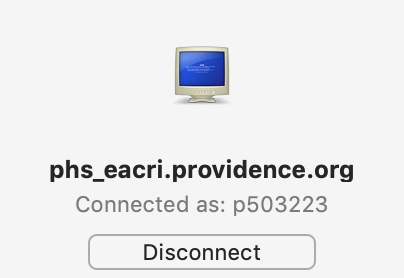 phs_eacri.providence.org
Connected as: p503223
Disconnect